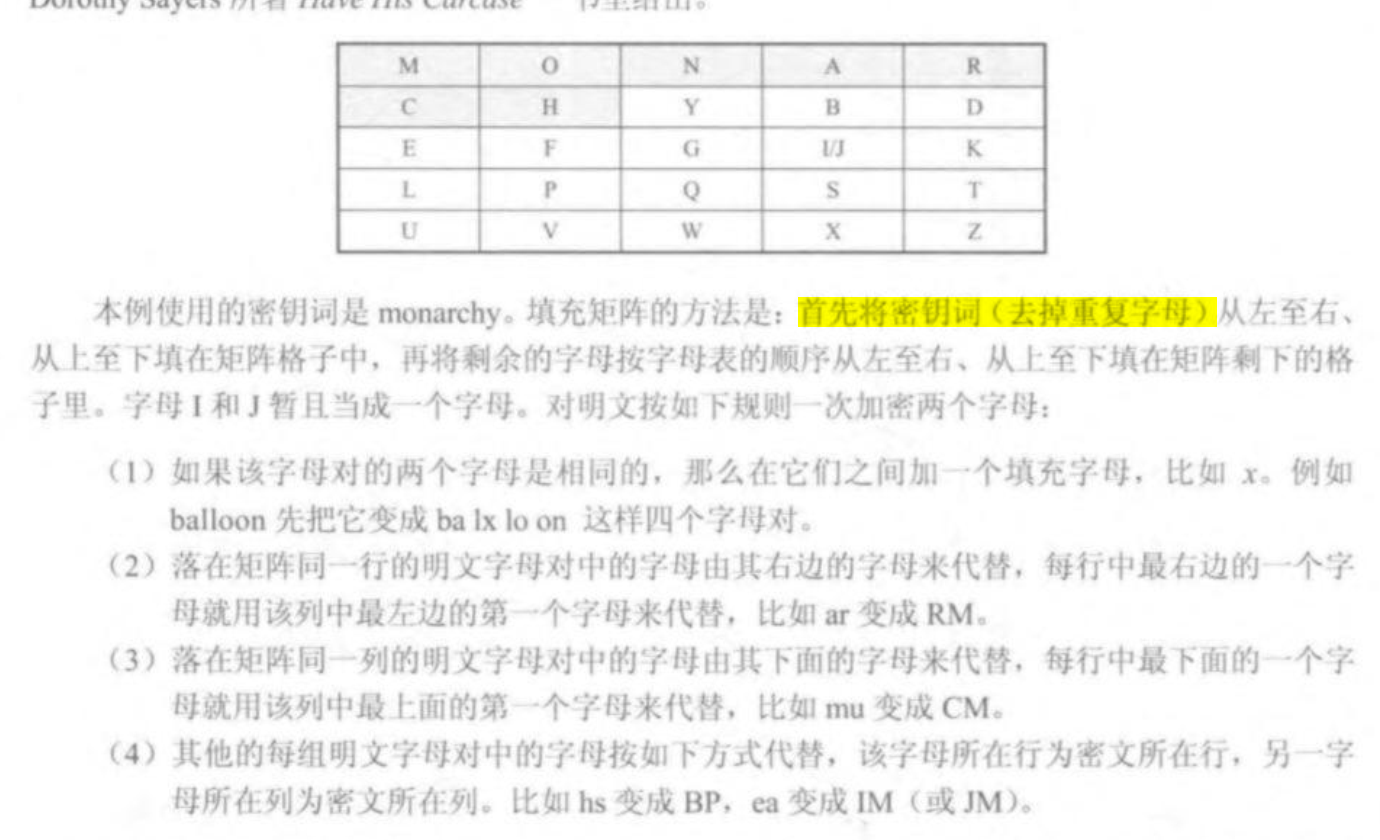 Dorothy Sayers 所著 Have His Carcase 一书里给出。
M O N A R
C H Y B D
E F G I/J K
L P Q S T
U V W X Z
本例使用的密钥词是 monarchy。填充矩阵的方法是：首先将密钥词（去掉重复字母）从左至右、
从上至下填在矩阵格子中，再将剩余的字母按字母表的顺序从左至右、从上至下填在矩阵剩下的格
子里。字母 I 和 J 暂且当成一个字母。对明文按如下规则一次加密两个字母：
（1）如果该字母对的两个字母是相同的，那么在它们之间加一个填充字母，比如 x。例如
balloon 先把它变成 ba lx lo on 这样四个字母对。
（2）落在矩阵同一行的明文字母对中的字母由其右边的字母来代替，每行中最右边的一个字
母就用该列中最左边的第一个字母来代替，比如 ar 变成 RM。
（3）落在矩阵同一列的明文字母对中的字母由其下面的字母来代替，每行中最下面的一个字
母就用该列中最上面的第一个字母来代替，比如 mu 变成 CM。
（4）其他的每组明文字母对中的字母按如下方式代替，该字母所在行为密文所在行，另一字
母所在列为密文所在列。比如 hs 变成 BP，ea 变成 IM（或 JM）。